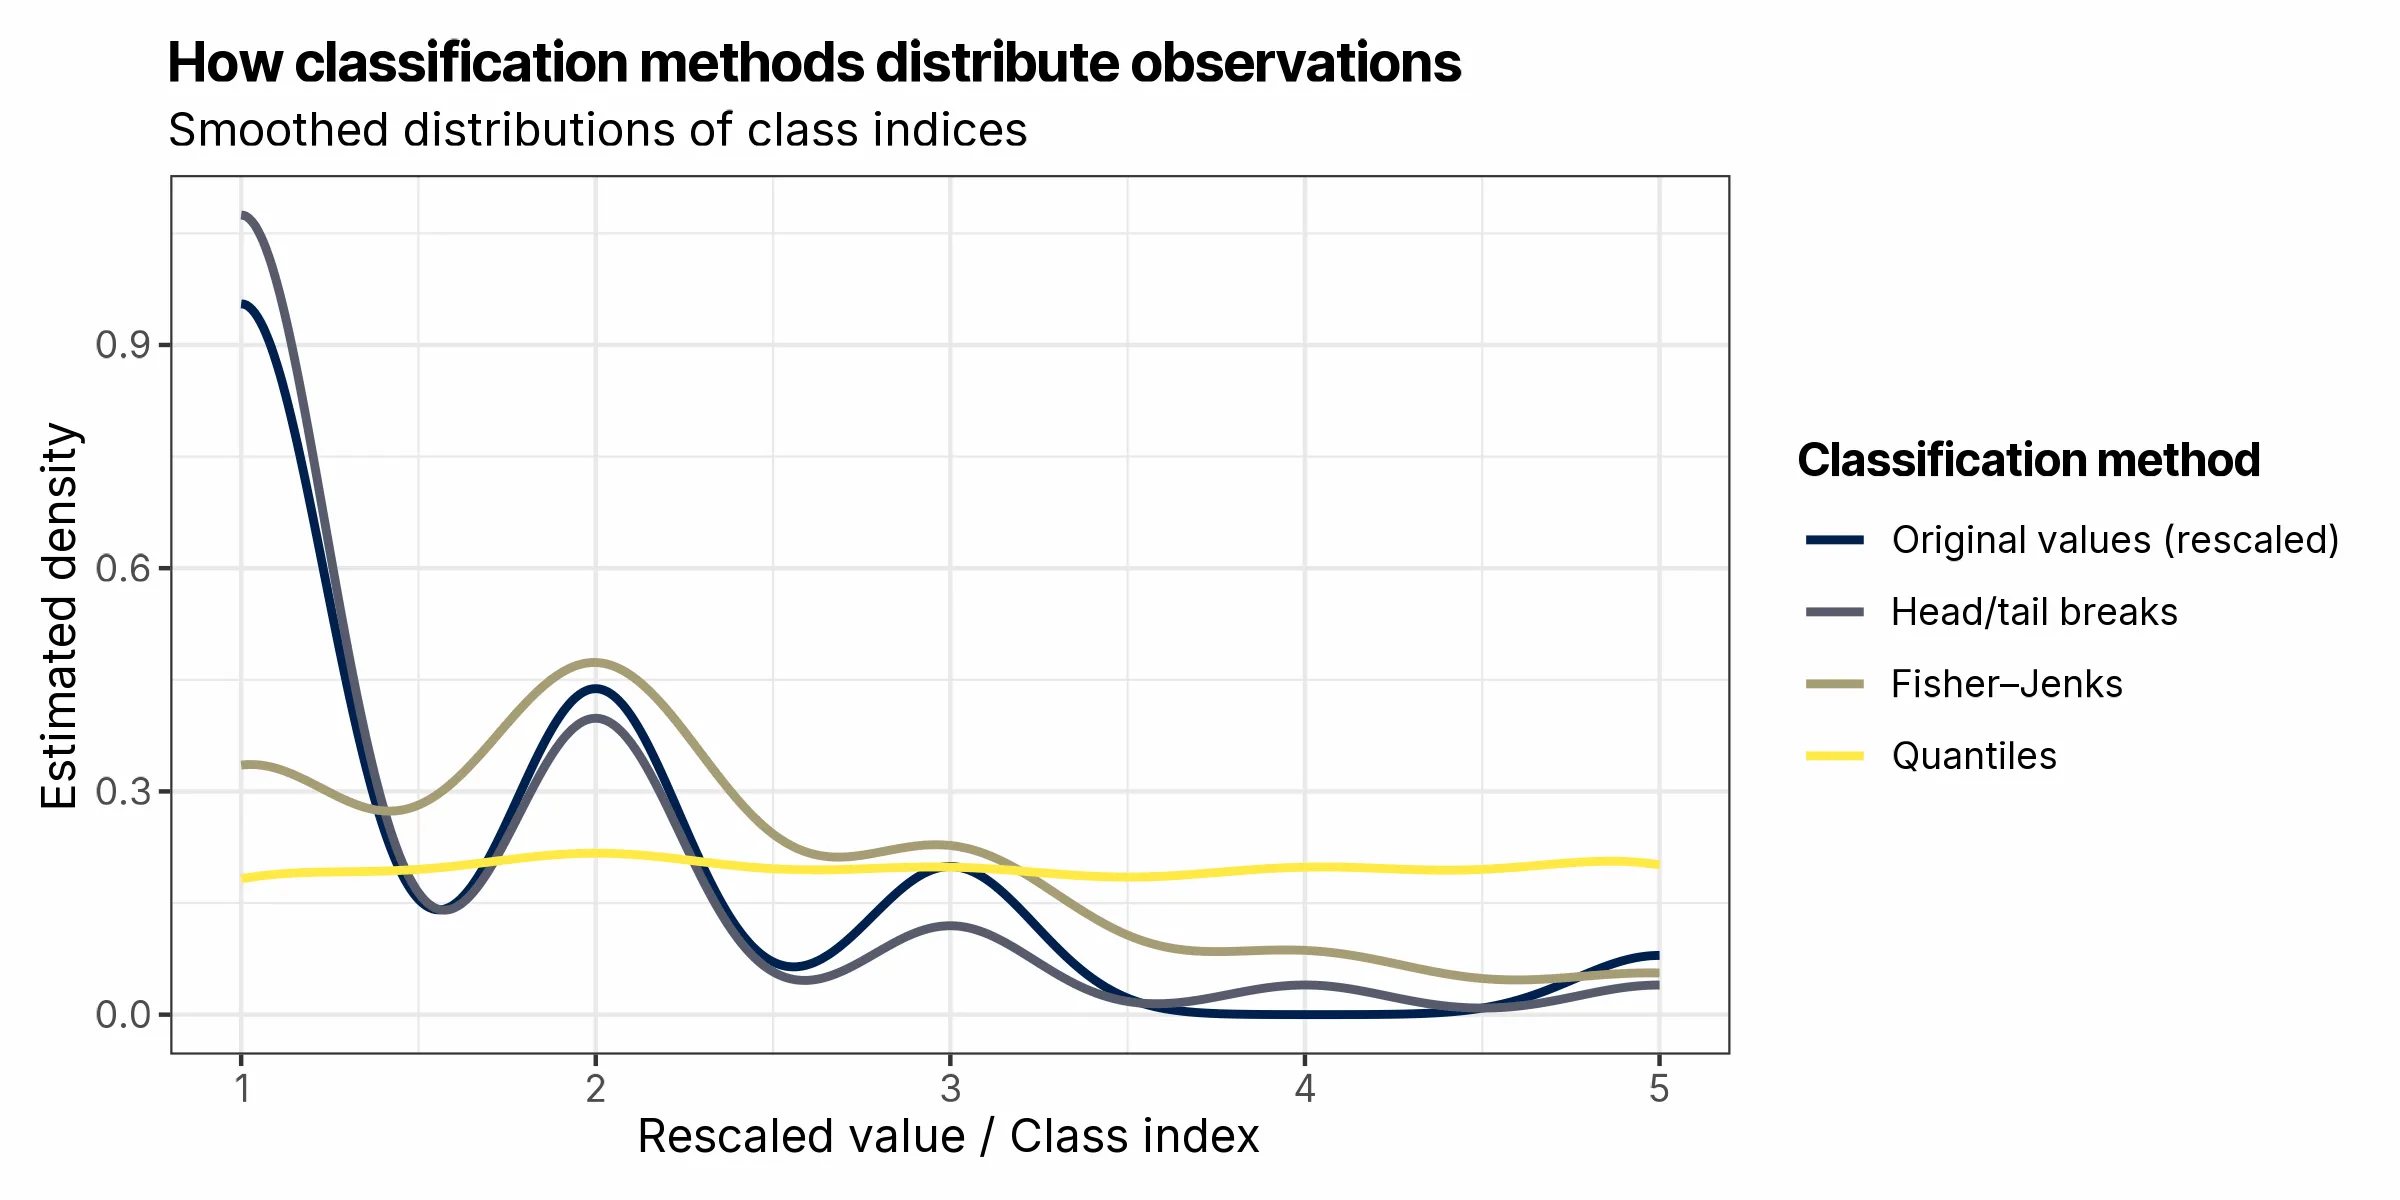 How classification methods distribute observations
Smoothed distributions of class indices
Estimated density
0.9
0.6
0.3
0.0
1
2
3
4
5
Rescaled value / Class index
Classification method
Original values (rescaled)
Head/tail breaks
Fisher–Jenks
Quantiles